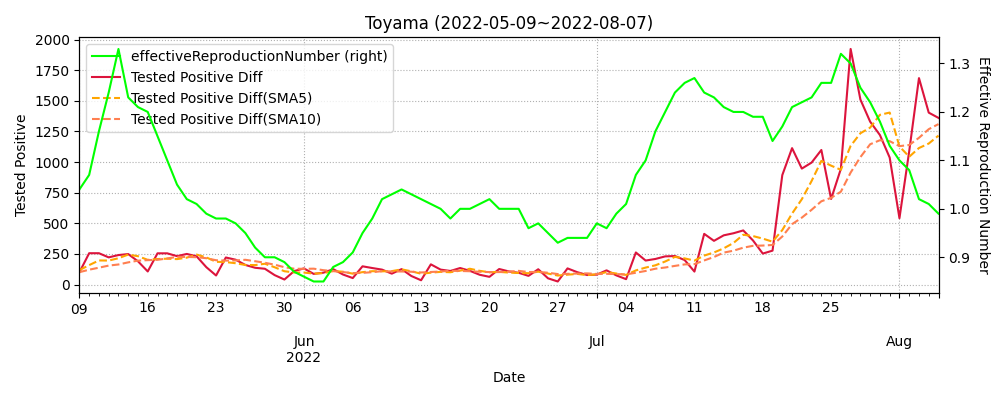 Toyama (2022-05-09~2022-08-07)
effectiveReproductionNumber (right)
Tested Positive Diff
Tested Positive Diff(SMA5)
Tested Positive Diff(SMA10)
Tested Positive
2000
1750
1500
1250
1000
750
500
250
0
Effective Reproduction Number
1.3
1.2
1.1
1.0
0.9
09 16 23 30 06 13 20 27 04 11 18 25
Jun Jul Aug
2022
Date